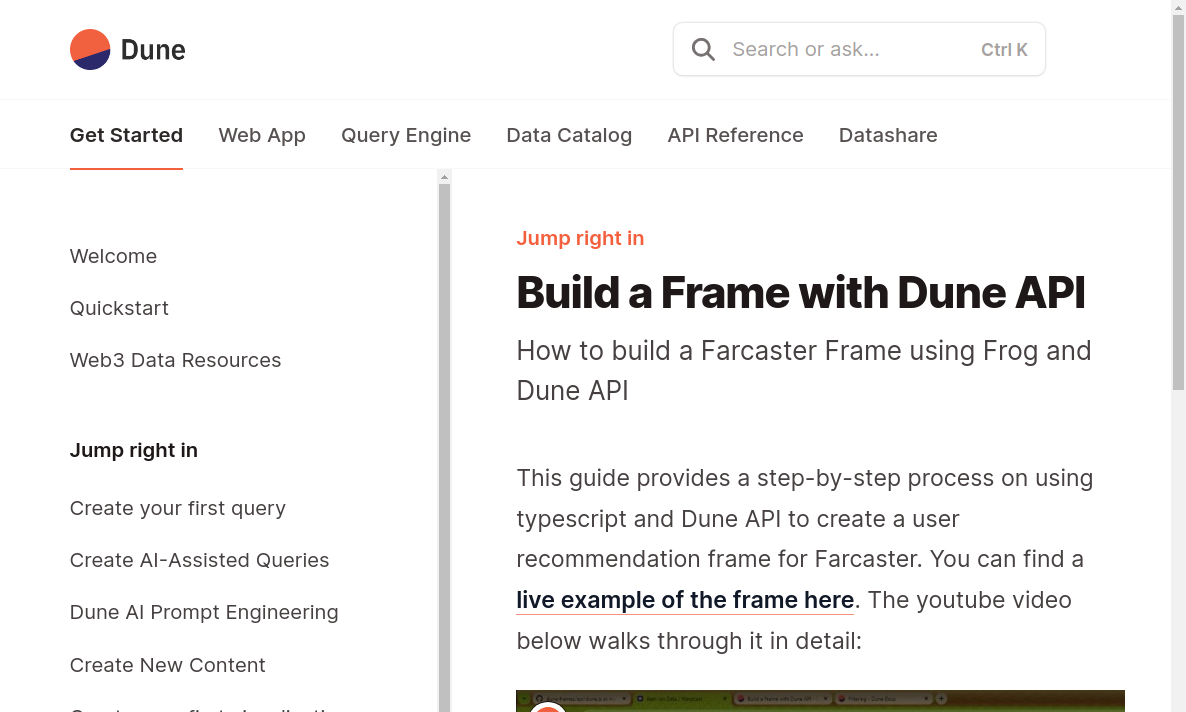 Dune
Search or ask...
Ctrl K
Get Started
Web App
Query Engine
Data Catalog
API Reference
Datashare
Welcome
Quickstart
Web3 Data Resources
Jump right in
Create your first query
Create AI-Assisted Queries
Dune AI Prompt Engineering
Create New Content
Jump right in
Build a Frame with Dune API
How to build a Farcaster Frame using Frog and
Dune API
This guide provides a step-by-step process on using
typescript and Dune API to create a user
recommendation frame for Farcaster. You can find a
live example of the frame here. The youtube video
below walks through it in detail: